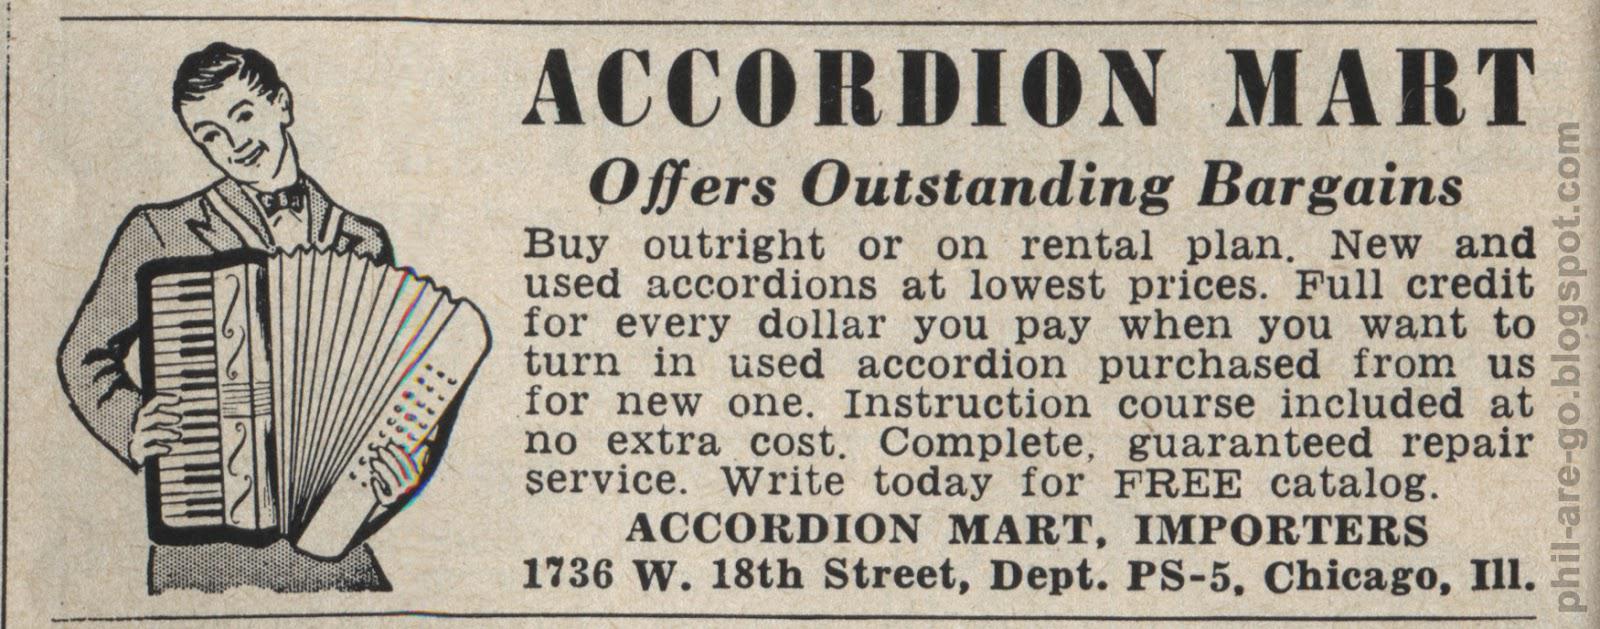 ACCORDION MART
Offers Outstanding Bargains
Buy outright or on rental plan. New and
used accordions at lowest prices. Full credit
for every dollar you pay when you want to
turn in used accordion purchased from us
for new one. Instruction course included at
no extra cost. Complete, guaranteed repair
service. Write today for FREE catalog.
ACCORDION MART, IMPORTERS
1736 W. 18th Street, Dept. PS-5, Chicago, Ill.
phil-are-go.blogspot.com